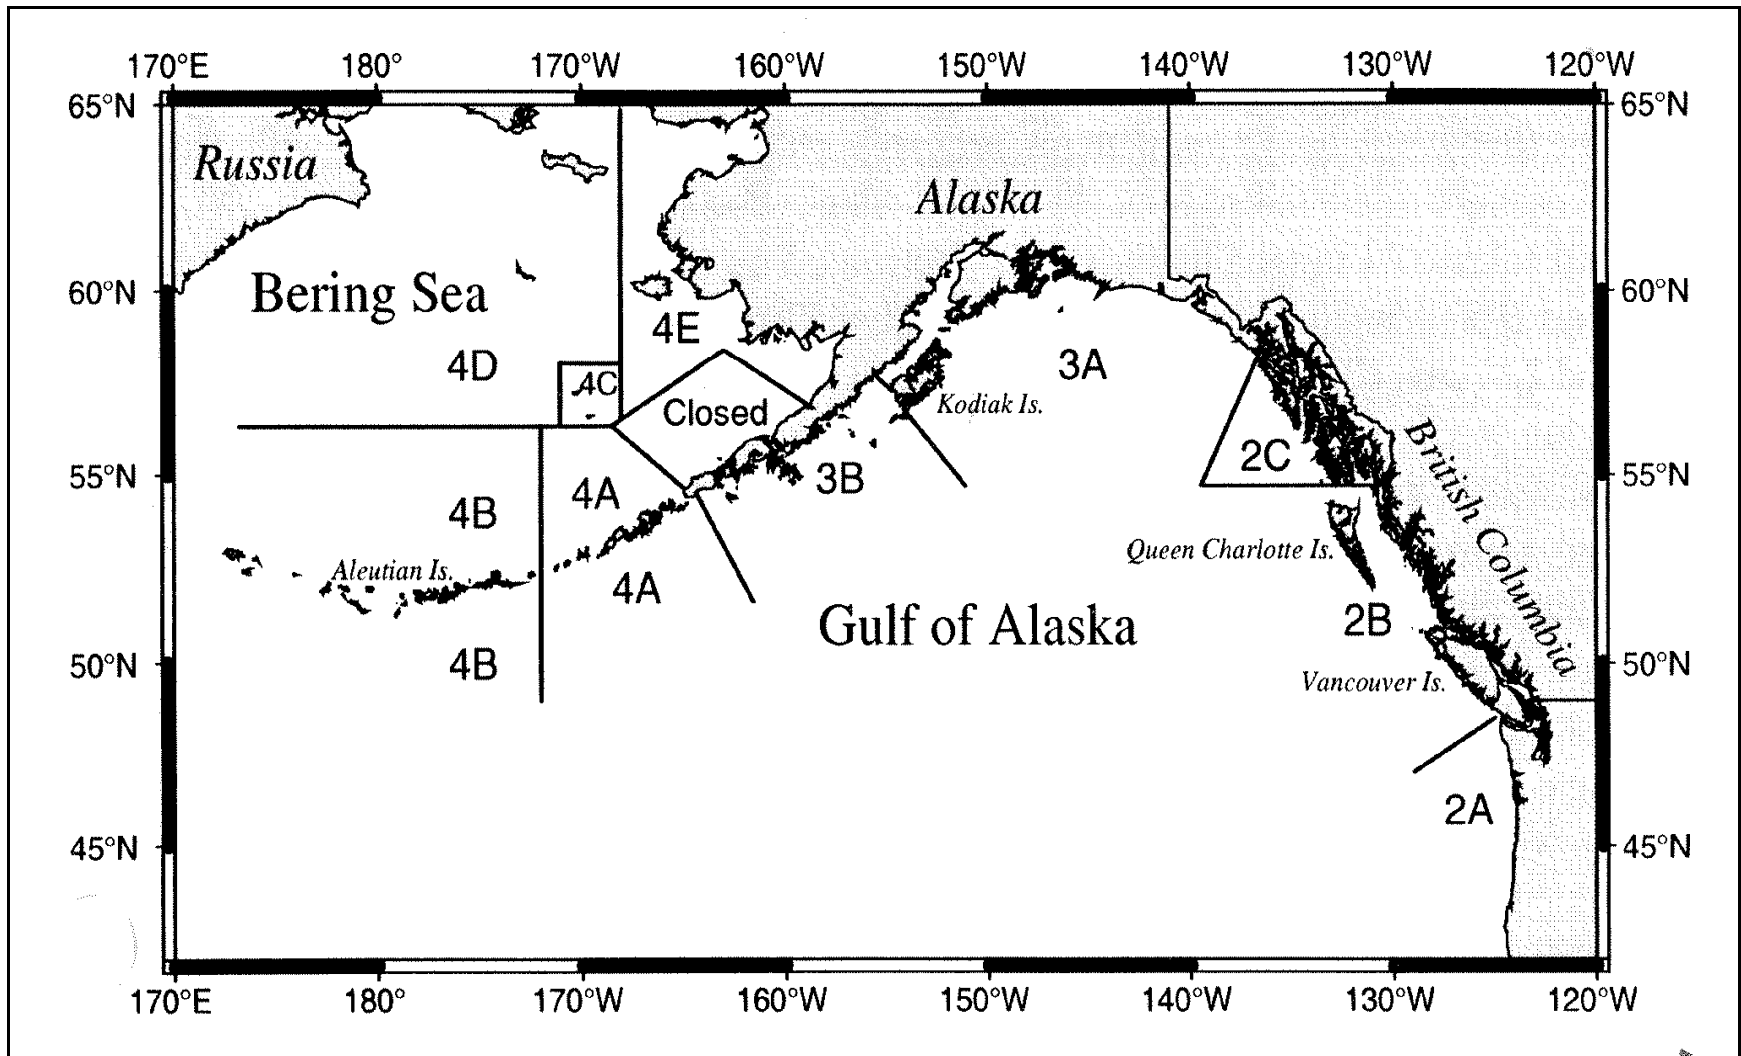 170°E 180° 170°W 160°W 150°W 140°W 130°W 120°W
65°N 65°N
Russia
Alaska
60°N 60°N
Bering Sea
4E
4D
4C
3A
Closed
Kodiak Is.
British Columbia
2C
55°N 55°N
3B
4A
4B
Queen Charlotte Is.
Aleutian Is.
4A
Gulf of Alaska
2B
4B
50°N 50°N
Vancouver Is.
2A
45°N 45°N
170°E 180° 170°W 160°W 150°W 140°W 130°W 120°W